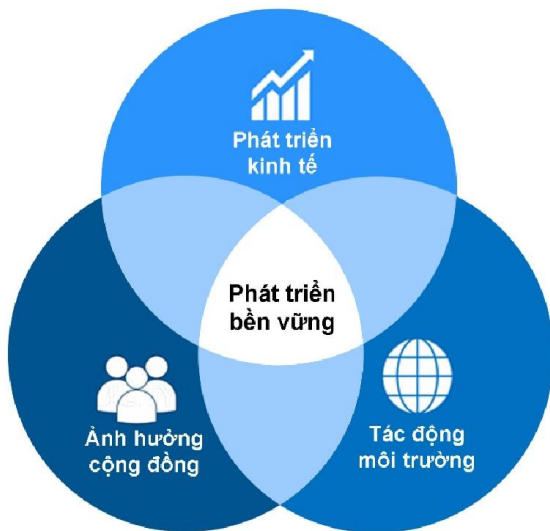 Phát triển
kinh tế
Phát triển
bền vững
Ảnh hưởng
cộng đồng
Tác động
môi trường